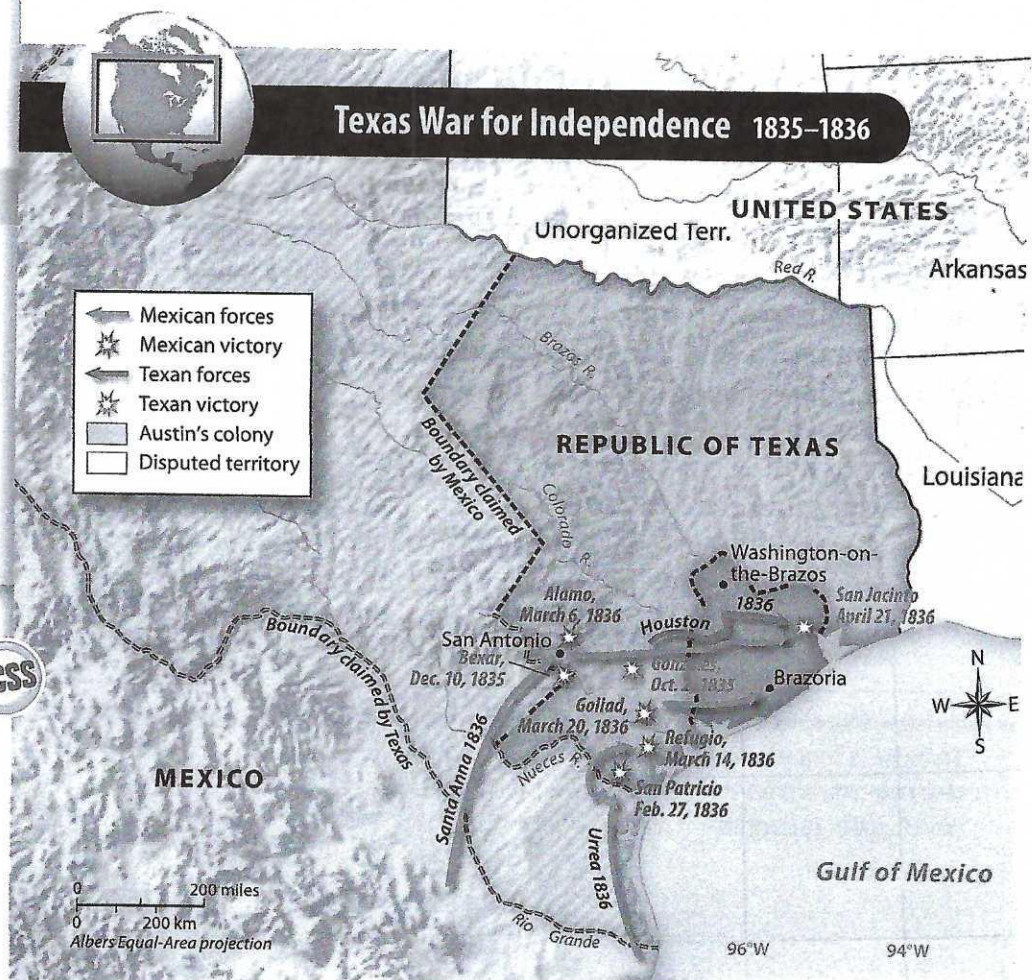 Texas War for Independence 1835–1836
UNITED STATES
Unorganized Terr.
Red R.
Arkansas
Mexican forces
Mexican victory
Texan forces
Texan victory
Austin's colony
Disputed territory
Brazos R.
Boundary claimed
by Mexico
REPUBLIC OF TEXAS
Louisiana
Colorado R.
Washington-on-
the-Brazos
1836
San Jacinto
April 21, 1836
Alamo,
March 6, 1836
Houston
San Antonio
Bexar,
Dec. 10, 1835
Gonzales,
Oct. 2, 1835
Brazoria
Goliad,
March 20, 1836
Refugio,
March 14, 1836
Nueces R.
San Patricio
Feb. 27, 1836
Boundary claimed by Texas
CSS
MEXICO
Santa Anna 1836
Urrea 1836
N
W
E
S
Gulf of Mexico
0 200 miles
0 200 km
Albers Equal-Area projection
Rio Grande
96°W
94°W